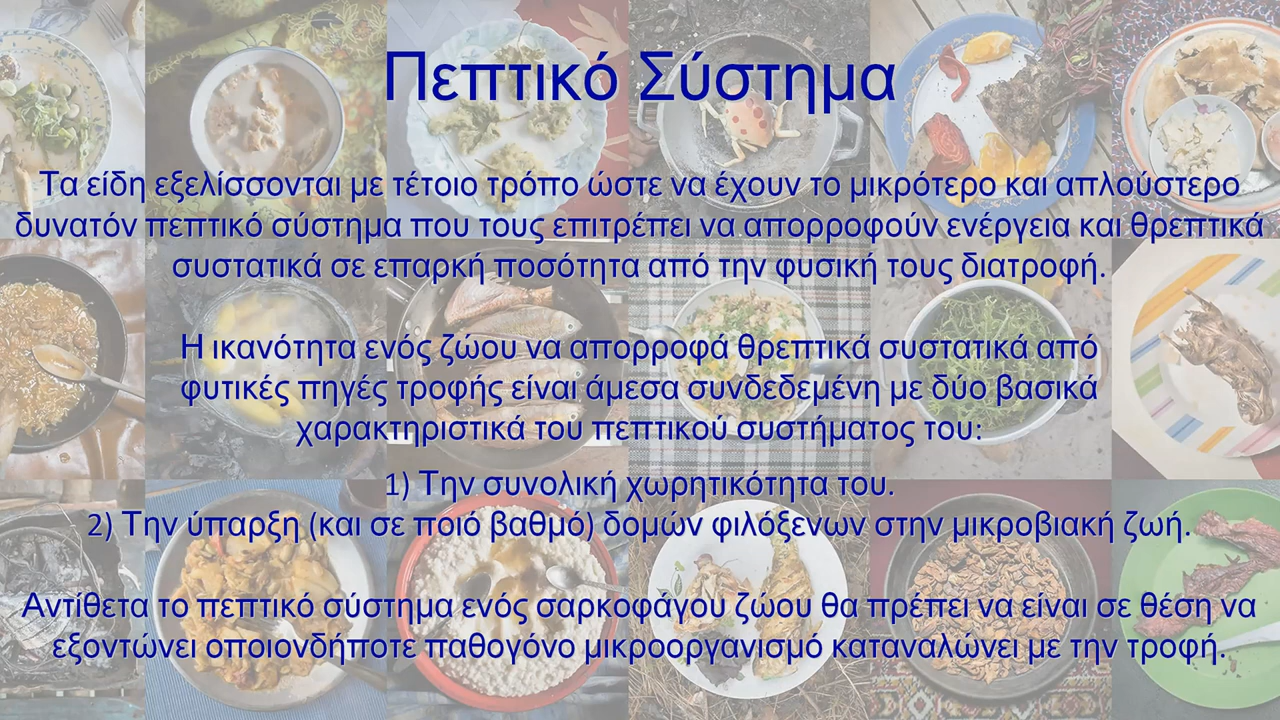 Πεπτικό Σύστημα
Τα είδη εξελίσσονται με τέτοιο τρόπο ώστε να έχουν το μικρότερο και απλούστερο
δυνατόν πεπτικό σύστημα που τους επιτρέπει να απορροφούν ενέργεια και θρεπτικά
συστατικά σε επαρκή ποσότητα από την φυσική τους διατροφή.
Η ικανότητα ενός ζώου να απορροφά θρεπτικά συστατικά από
φυτικές πηγές τροφής είναι άμεσα συνδεδεμένη με δύο βασικά
χαρακτηριστικά του πεπτικού συστήματος του:
1) Την συνολική χωρητικότητα του.
2) Την ύπαρξη (και σε ποιό βαθμό) δομών φιλόξενων στην μικροβιακή ζωή.
Αντίθετα το πεπτικό σύστημα ενός σαρκοφάγου ζώου θα πρέπει να είναι σε θέση να
εξοντώνει οποιονδήποτε παθογόνο μικροοργανισμό καταναλώνει με την τροφή.